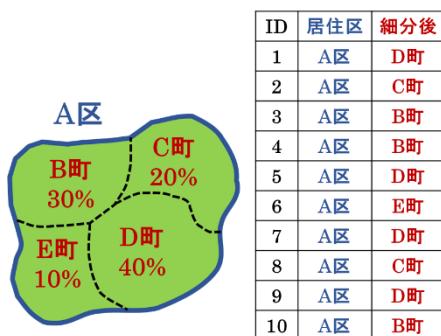 A区
B町
30%
C町
20%
E町
10%
D町
40%
ID 居住区 細分後
1 A区 D町
2 A区 C町
3 A区 B町
4 A区 B町
5 A区 D町
6 A区 E町
7 A区 D町
8 A区 C町
9 A区 D町
10 A区 B町